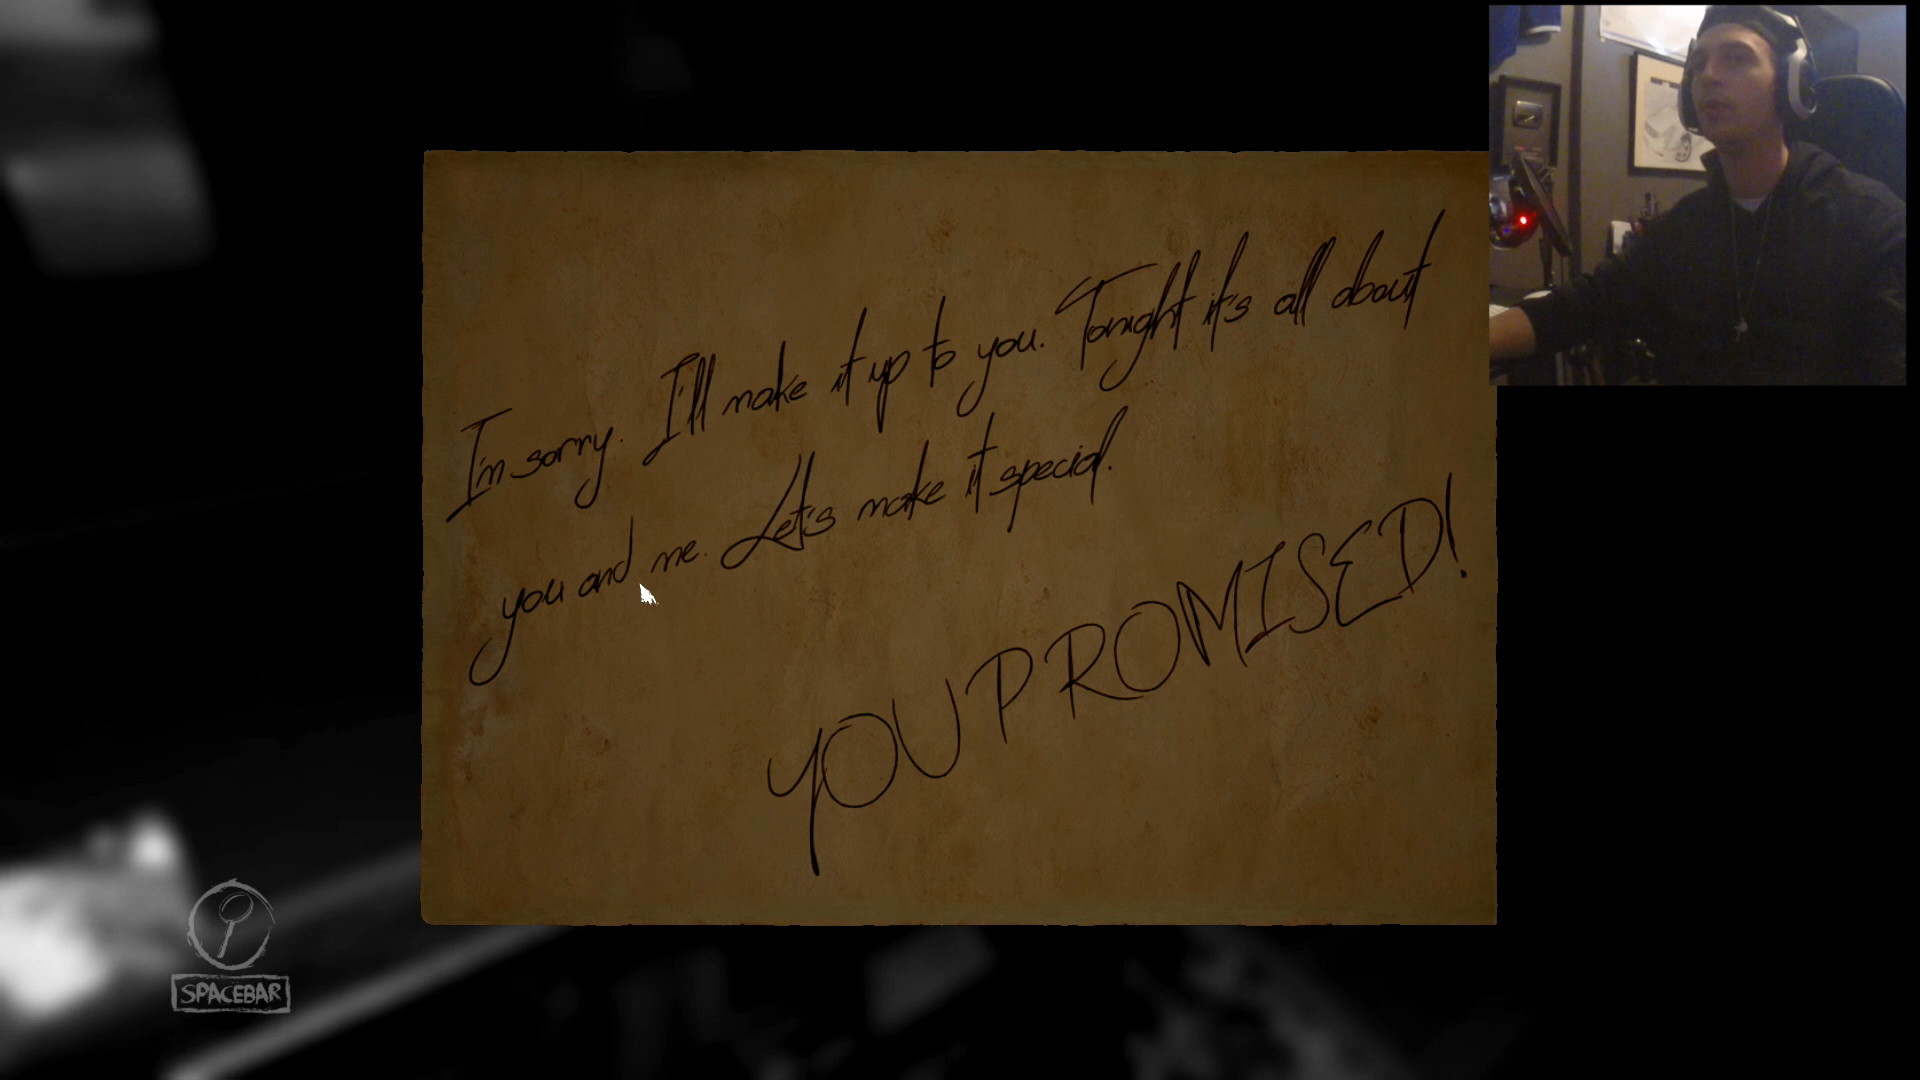 I'm sorry. I'll make it up to you. Tonight it's all about
you and me. Let's make it special.
YOU PROMISED!
SPACEBAR